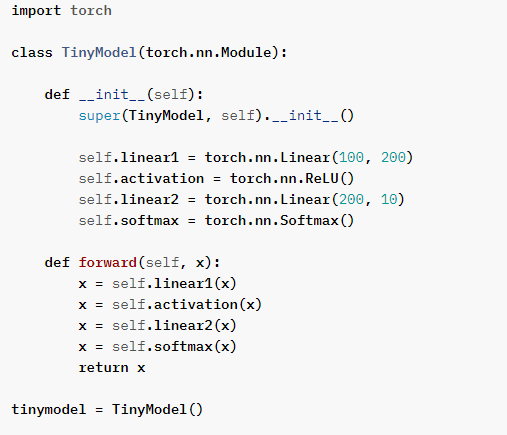 import torch
class TinyModel(torch.nn.Module):
    def __init__(self):
        super(TinyModel, self).__init__()
        self.linear1 = torch.nn.Linear(100, 200)
        self.activation = torch.nn.ReLU()
        self.linear2 = torch.nn.Linear(200, 10)
        self.softmax = torch.nn.Softmax()
    def forward(self, x):
        x = self.linear1(x)
        x = self.activation(x)
        x = self.linear2(x)
        x = self.softmax(x)
        return x
tinymodel = TinyModel()